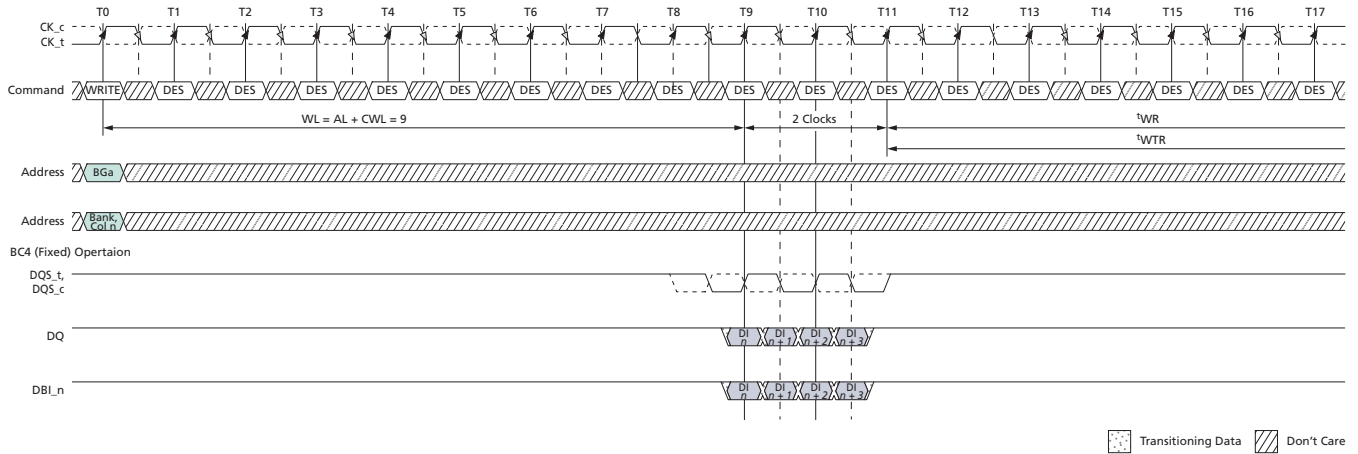 T0 T1 T2 T3 T4 T5 T6 T7 T8 T9 T10 T11 T12 T13 T14 T15 T16 T17
CK_c
CK_t
Command WRITE DES DES DES DES DES DES DES DES DES DES DES DES DES DES DES DES DES
WL = AL + CWL = 9 2 Clocks tWR
tWTR
Address BGa
Address Bank, Col n
BC4 (Fixed) Opertaion
DQS_t,
DQS_c
DQ DI n DI n + 1 DI n + 2 DI n + 3
DBI_n DI n DI n + 1 DI n + 2 DI n + 3
Transitioning Data Don't Care